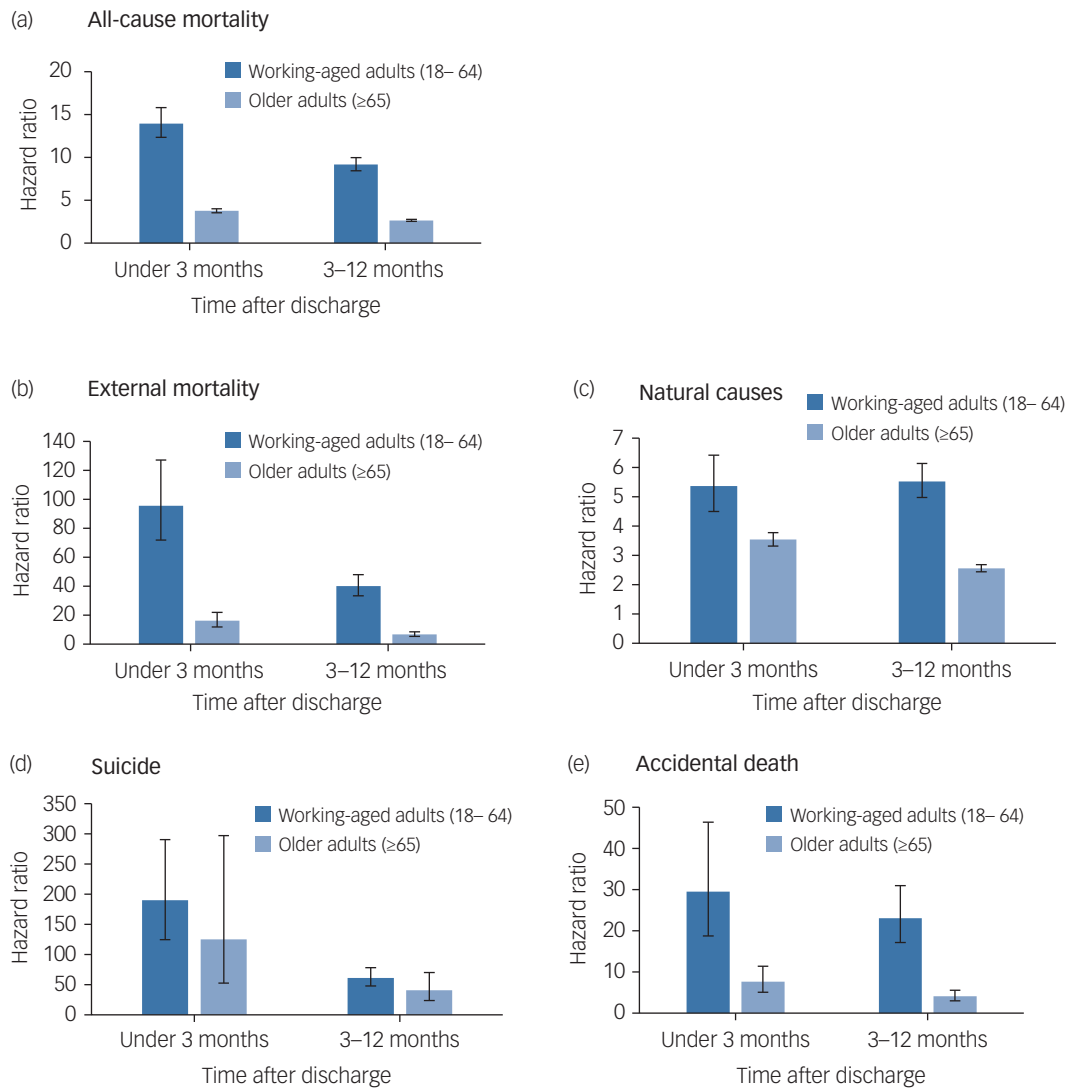 (a) All-cause mortality
Working-aged adults (18– 64)
Older adults (≥65)
Hazard ratio
20
15
10
5
0
Under 3 months 3–12 months
Time after discharge
(b) External mortality
Working-aged adults (18– 64)
Older adults (≥65)
Hazard ratio
140
120
100
80
60
40
20
0
Under 3 months 3–12 months
Time after discharge
(c) Natural causes
Working-aged adults (18– 64)
Older adults (≥65)
Hazard ratio
7
6
5
4
3
2
1
0
Under 3 months 3–12 months
Time after discharge
(d) Suicide
Working-aged adults (18– 64)
Older adults (≥65)
Hazard ratio
350
300
250
200
150
100
50
0
Under 3 months 3–12 months
Time after discharge
(e) Accidental death
Working-aged adults (18– 64)
Older adults (≥65)
Hazard ratio
50
40
30
20
10
0
Under 3 months 3–12 months
Time after discharge